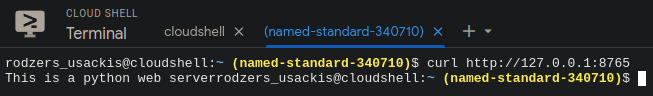 CLOUD SHELL
Terminal
cloudshell × (named-standard-340710) × + ▾
rodzers_usackis@cloudshell:~ (named-standard-340710)$ curl http://127.0.0.1:8765
This is a python web serverrodzers_usackis@cloudshell:~ (named-standard-340710)$